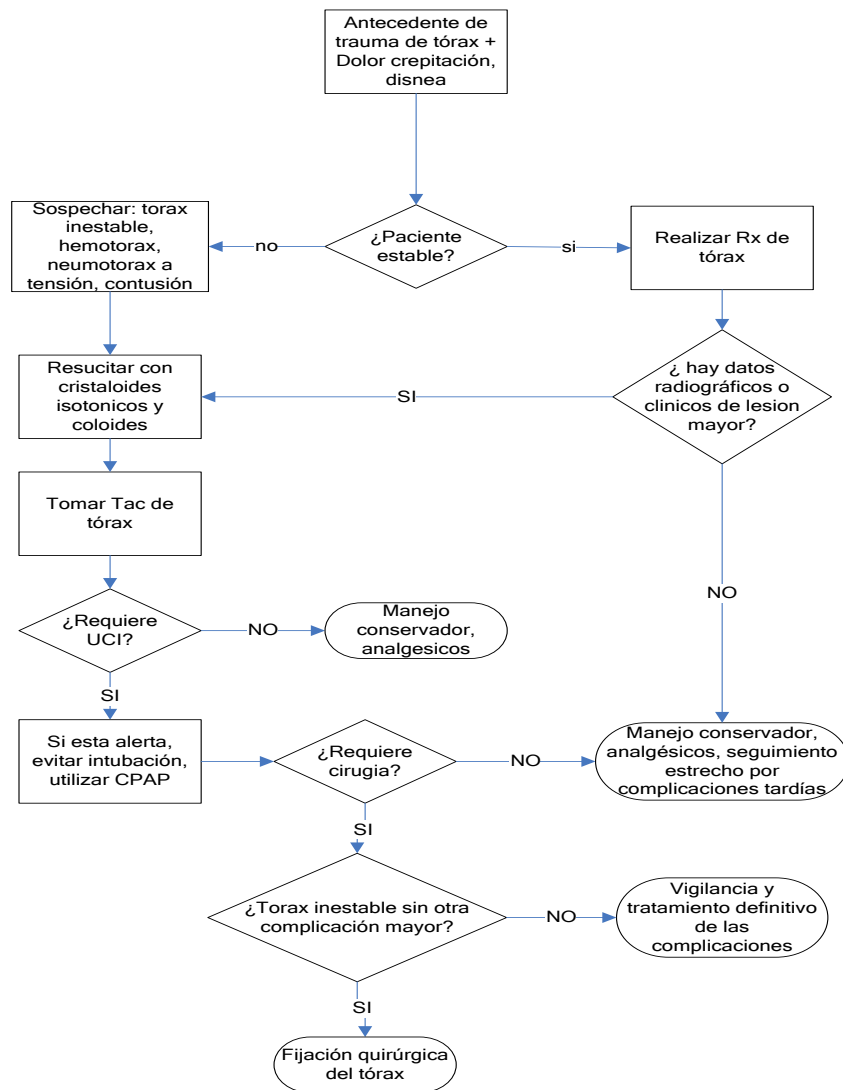 Antecedente de
trauma de tórax +
Dolor crepitación,
disnea
Sospechar: torax
inestable,
hemotorax,
neumotorax a
tensión, contusión
no
¿Paciente
estable?
si
Realizar Rx de
tórax
Resucitar con
cristaloides
isotonicos y
coloides
SI
¿ hay datos
radiográficos o
clinicos de lesion
mayor?
Tomar Tac de
tórax
NO
¿Requiere
UCI?
NO
Manejo
conservador,
analgesicos
SI
Si esta alerta,
evitar intubación,
utilizar CPAP
¿Requiere
cirugia?
NO
Manejo conservador,
analgésicos, seguimiento
estrecho por
complicaciones tardías
SI
¿Torax inestable sin otra
complicación mayor?
NO
Vigilancia y
tratamiento definitivo
de las
complicaciones
SI
Fijación quirúrgica
del tórax